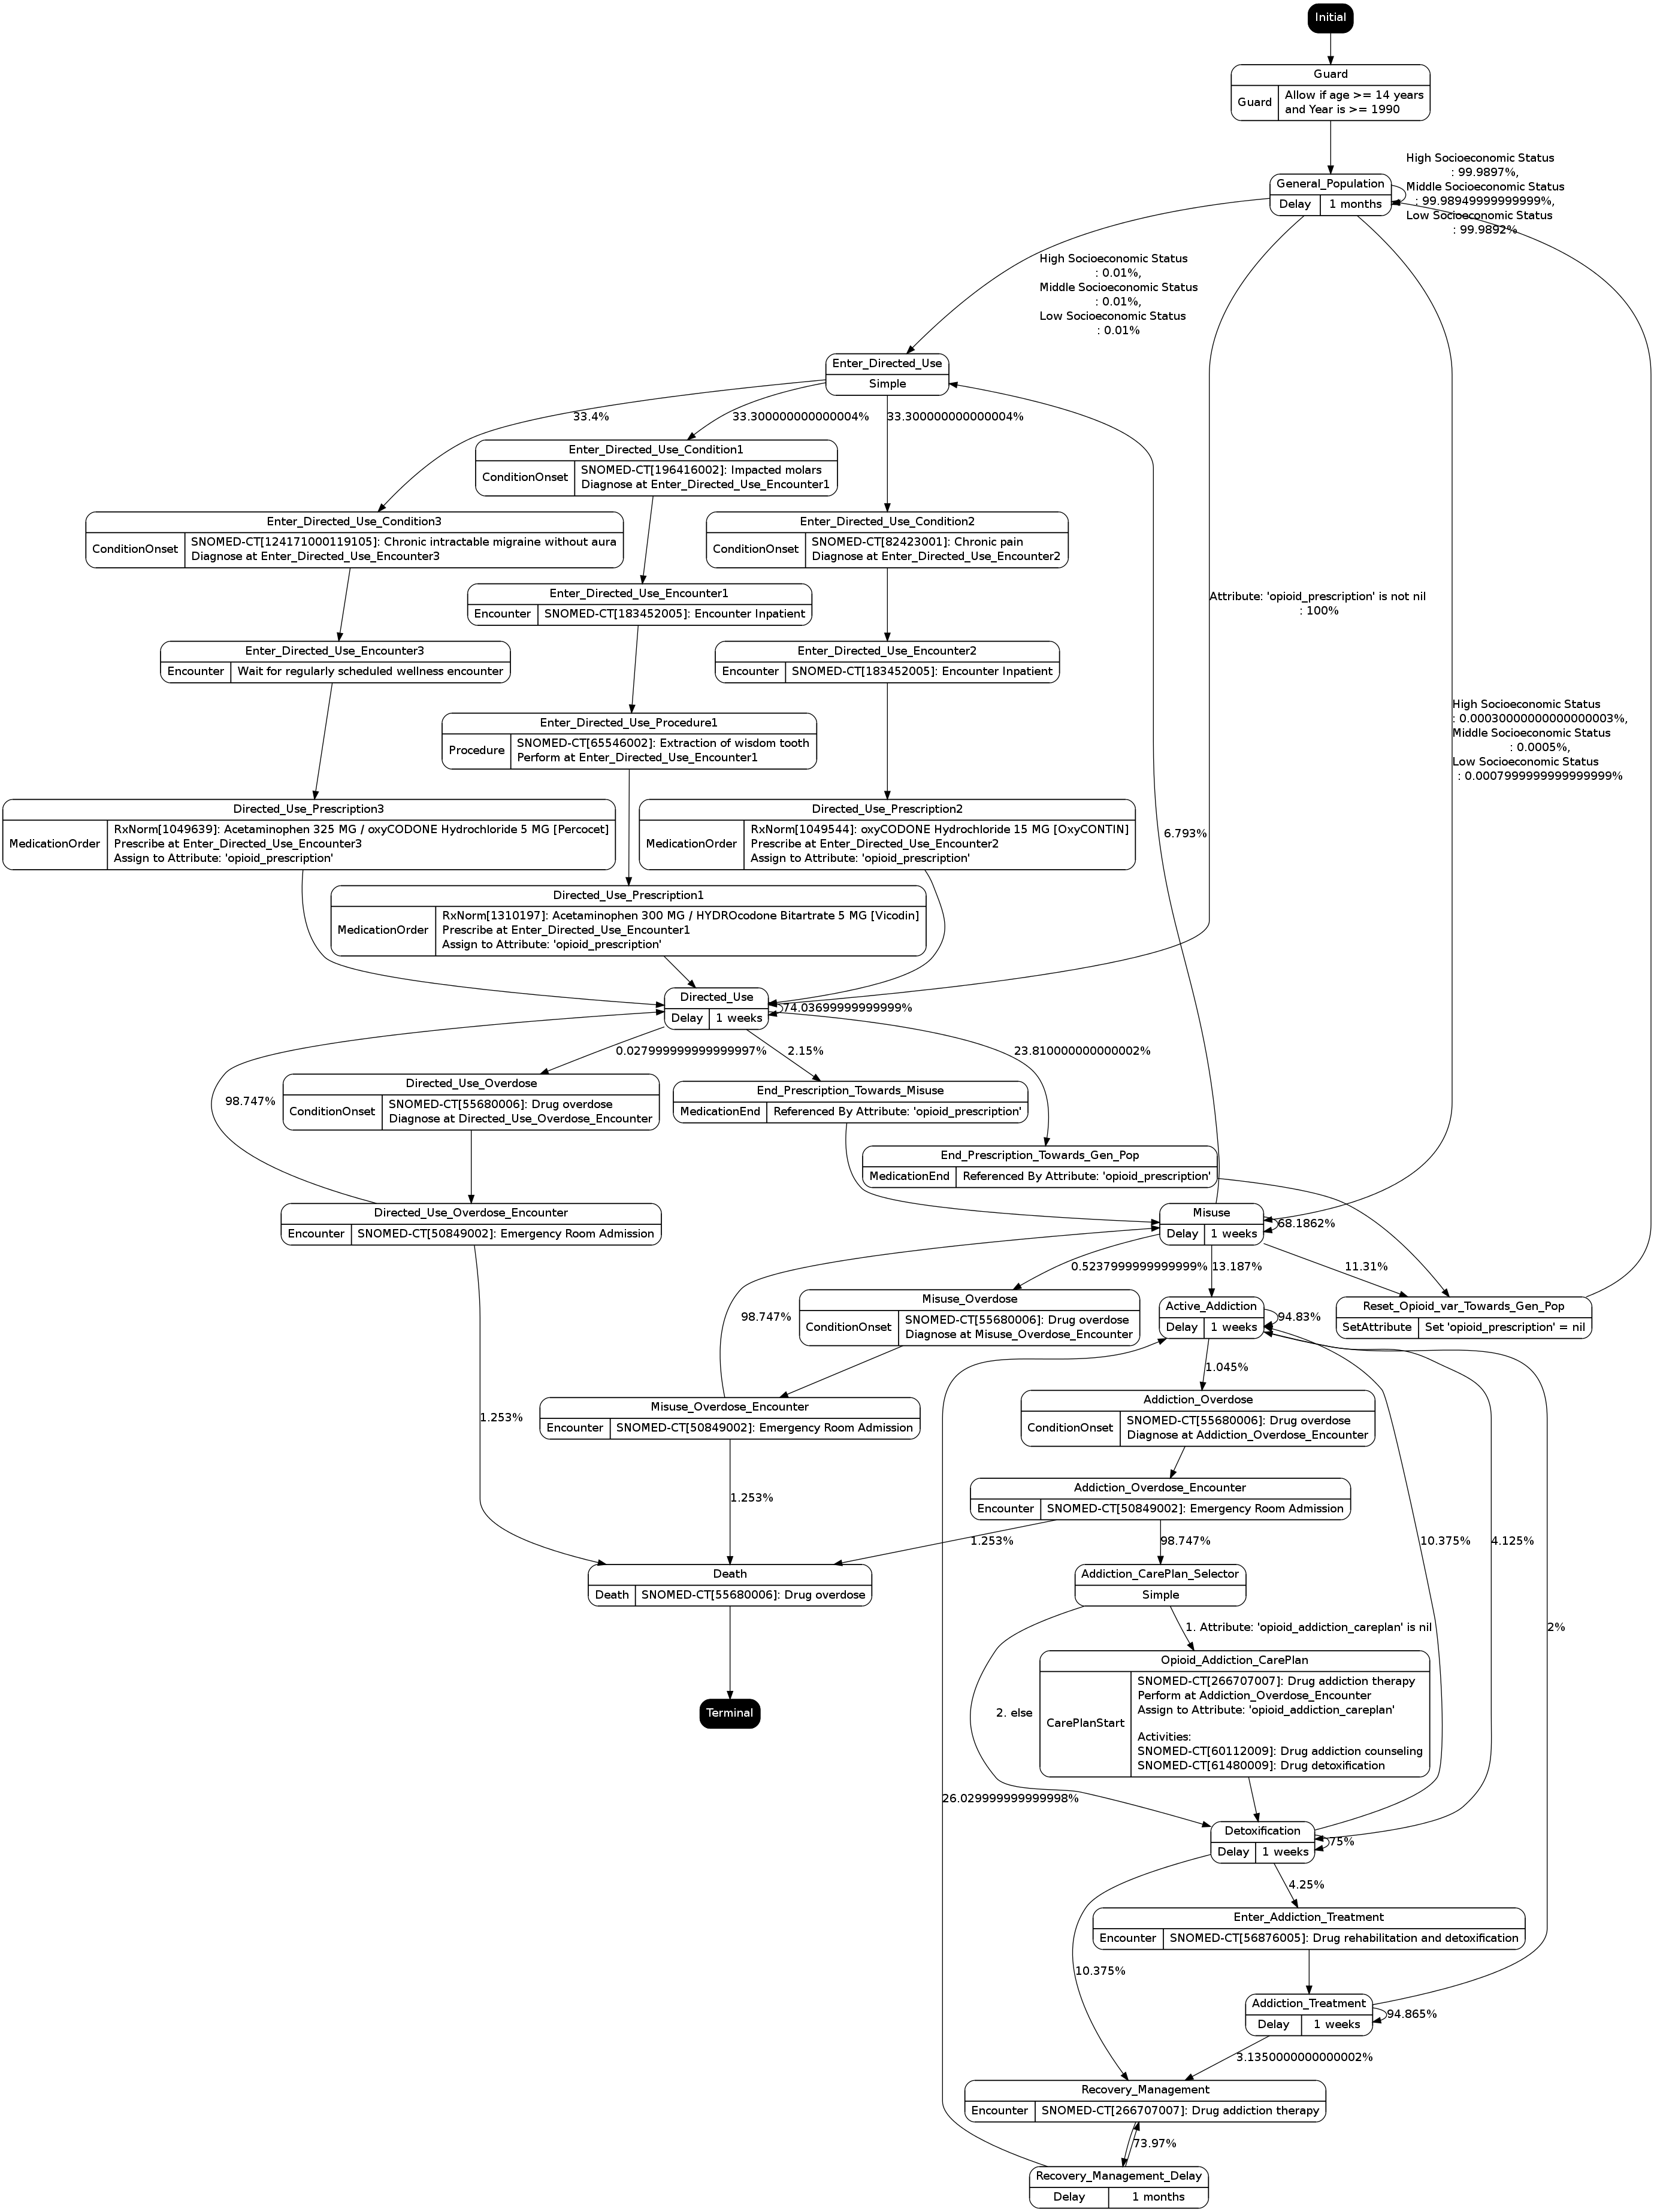 Initial
Guard
Guard
Allow if age >= 14 years
and Year is >= 1990
High Socioeconomic Status
: 99.9897%,
Middle Socioeconomic Status
: 99.98949999999999%,
Low Socioeconomic Status
: 99.9892%
General_Population
Delay
1 months
High Socioeconomic Status
: 0.01%,
Middle Socioeconomic Status
: 0.01%,
Low Socioeconomic Status
: 0.01%
Enter_Directed_Use
Simple
33.4%
33.300000000000004%
33.300000000000004%
Enter_Directed_Use_Condition1
ConditionOnset
SNOMED-CT[196416002]: Impacted molars
Diagnose at Enter_Directed_Use_Encounter1
Enter_Directed_Use_Condition3
ConditionOnset
SNOMED-CT[124171000119105]: Chronic intractable migraine without aura
Diagnose at Enter_Directed_Use_Encounter3
Enter_Directed_Use_Condition2
ConditionOnset
SNOMED-CT[82423001]: Chronic pain
Diagnose at Enter_Directed_Use_Encounter2
Enter_Directed_Use_Encounter1
Encounter
SNOMED-CT[183452005]: Encounter Inpatient
Attribute: 'opioid_prescription' is not nil
: 100%
Enter_Directed_Use_Encounter3
Encounter
Wait for regularly scheduled wellness encounter
Enter_Directed_Use_Encounter2
Encounter
SNOMED-CT[183452005]: Encounter Inpatient
High Socioeconomic Status
: 0.00030000000000000003%,
Middle Socioeconomic Status
: 0.0005%,
Low Socioeconomic Status
: 0.0007999999999999999%
Enter_Directed_Use_Procedure1
Procedure
SNOMED-CT[65546002]: Extraction of wisdom tooth
Perform at Enter_Directed_Use_Encounter1
Directed_Use_Prescription3
MedicationOrder
RxNorm[1049639]: Acetaminophen 325 MG / oxyCODONE Hydrochloride 5 MG [Percocet]
Prescribe at Enter_Directed_Use_Encounter3
Assign to Attribute: 'opioid_prescription'
Directed_Use_Prescription2
MedicationOrder
RxNorm[1049544]: oxyCODONE Hydrochloride 15 MG [OxyCONTIN]
Prescribe at Enter_Directed_Use_Encounter2
Assign to Attribute: 'opioid_prescription'
6.793%
Directed_Use_Prescription1
MedicationOrder
RxNorm[1310197]: Acetaminophen 300 MG / HYDROcodone Bitartrate 5 MG [Vicodin]
Prescribe at Enter_Directed_Use_Encounter1
Assign to Attribute: 'opioid_prescription'
Directed_Use
Delay
1 weeks
74.03699999999999%
0.027999999999999997%
2.15%
23.810000000000002%
Directed_Use_Overdose
ConditionOnset
SNOMED-CT[55680006]: Drug overdose
Diagnose at Directed_Use_Overdose_Encounter
98.747%
End_Prescription_Towards_Misuse
MedicationEnd
Referenced By Attribute: 'opioid_prescription'
End_Prescription_Towards_Gen_Pop
MedicationEnd
Referenced By Attribute: 'opioid_prescription'
Directed_Use_Overdose_Encounter
Encounter
SNOMED-CT[50849002]: Emergency Room Admission
Misuse
Delay
1 weeks
68.1862%
0.5237999999999999%
13.187%
11.31%
Misuse_Overdose
ConditionOnset
SNOMED-CT[55680006]: Drug overdose
Diagnose at Misuse_Overdose_Encounter
98.747%
Active_Addiction
Delay
1 weeks
94.83%
Reset_Opioid_var_Towards_Gen_Pop
SetAttribute
Set 'opioid_prescription' = nil
1.045%
Misuse_Overdose_Encounter
Encounter
SNOMED-CT[50849002]: Emergency Room Admission
1.253%
Addiction_Overdose
ConditionOnset
SNOMED-CT[55680006]: Drug overdose
Diagnose at Addiction_Overdose_Encounter
Addiction_Overdose_Encounter
Encounter
SNOMED-CT[50849002]: Emergency Room Admission
1.253%
1.253%
98.747%
10.375%
4.125%
Death
Death
SNOMED-CT[55680006]: Drug overdose
Addiction_CarePlan_Selector
Simple
1. Attribute: 'opioid_addiction_careplan' is nil
2%
Terminal
2. else
Opioid_Addiction_CarePlan
CarePlanStart
SNOMED-CT[266707007]: Drug addiction therapy
Perform at Addiction_Overdose_Encounter
Assign to Attribute: 'opioid_addiction_careplan'
Activities:
SNOMED-CT[60112009]: Drug addiction counseling
SNOMED-CT[61480009]: Drug detoxification
26.029999999999998%
Detoxification
Delay
1 weeks
75%
4.25%
Enter_Addiction_Treatment
Encounter
SNOMED-CT[56876005]: Drug rehabilitation and detoxification
10.375%
Addiction_Treatment
Delay
1 weeks
94.865%
3.1350000000000002%
Recovery_Management
Encounter
SNOMED-CT[266707007]: Drug addiction therapy
73.97%
Recovery_Management_Delay
Delay
1 months